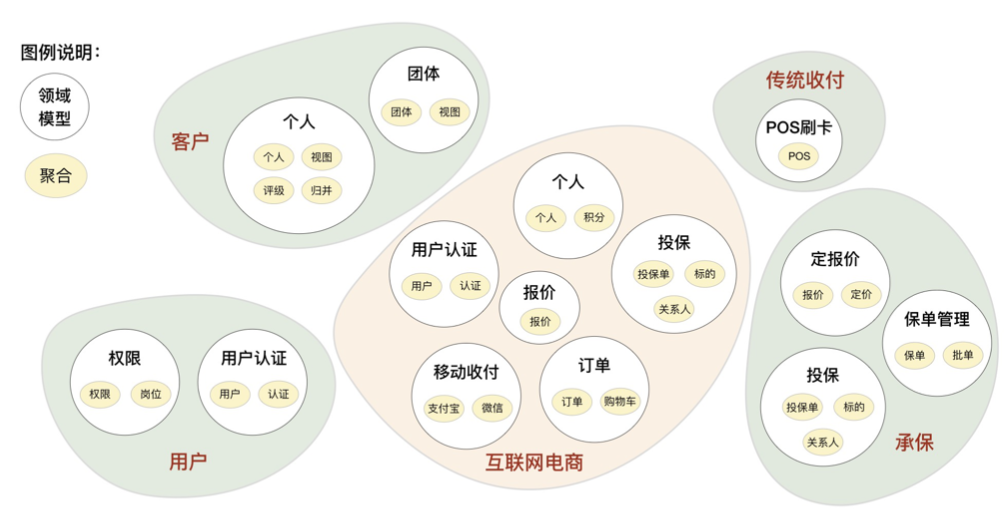 图例说明：
领域
模型
聚合
客户
个人
个人 视图
评级 归并
团体
团体 视图
传统收付
POS刷卡
POS
个人
个人 积分
用户认证
用户 认证
投保
投保单 标的
关系人
报价
报价
移动收付
支付宝 微信
订单
订单 购物车
互联网电商
权限
权限 岗位
用户认证
用户 认证
用户
定报价
报价 定价
保单管理
保单 批单
投保
投保单 标的
关系人
承保